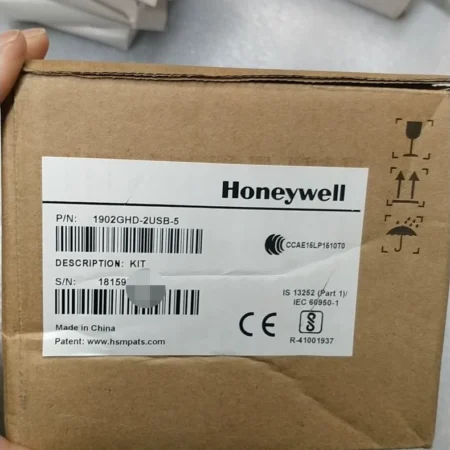 Honeywell
P/N: 1902GHD-2USB-5
CCAE16LP1610T0
DESCRIPTION: KIT
S/N: 18159
IS 13252 (Part 1)/
IEC 60950-1
CE
Made in China
Patent: www.hsmpats.com
R-41001937